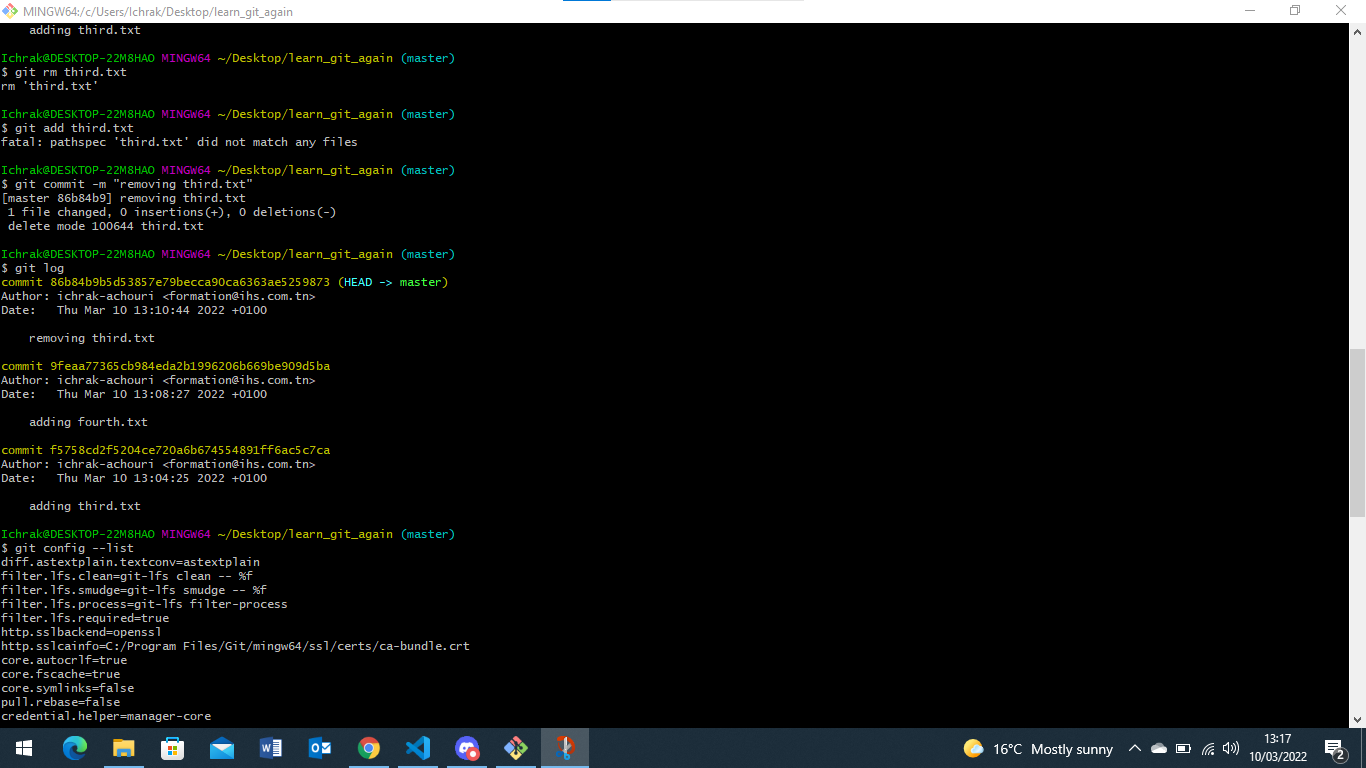 MINGW64:/c/Users/Ichrak/Desktop/learn_git_again
    adding third.txt
Ichrak@DESKTOP-22M8HAO MINGW64 ~/Desktop/learn_git_again (master)
$ git rm third.txt
rm 'third.txt'
Ichrak@DESKTOP-22M8HAO MINGW64 ~/Desktop/learn_git_again (master)
$ git add third.txt
fatal: pathspec 'third.txt' did not match any files
Ichrak@DESKTOP-22M8HAO MINGW64 ~/Desktop/learn_git_again (master)
$ git commit -m "removing third.txt"
[master 86b84b9] removing third.txt
 1 file changed, 0 insertions(+), 0 deletions(-)
 delete mode 100644 third.txt
Ichrak@DESKTOP-22M8HAO MINGW64 ~/Desktop/learn_git_again (master)
$ git log
commit 86b84b9b5d53857e79becca90ca6363ae5259873 (HEAD -> master)
Author: ichrak-achouri <formation@ihs.com.tn>
Date:   Thu Mar 10 13:10:44 2022 +0100
    removing third.txt
commit 9feaa77365cb984eda2b1996206b669be909d5ba
Author: ichrak-achouri <formation@ihs.com.tn>
Date:   Thu Mar 10 13:08:27 2022 +0100
    adding fourth.txt
commit f5758cd2f5204ce720a6b674554891ff6ac5c7ca
Author: ichrak-achouri <formation@ihs.com.tn>
Date:   Thu Mar 10 13:04:25 2022 +0100
    adding third.txt
Ichrak@DESKTOP-22M8HAO MINGW64 ~/Desktop/learn_git_again (master)
$ git config --list
diff.astextplain.textconv=astextplain
filter.lfs.clean=git-lfs clean -- %f
filter.lfs.smudge=git-lfs smudge -- %f
filter.lfs.process=git-lfs filter-process
filter.lfs.required=true
http.sslbackend=openssl
http.sslcainfo=C:/Program Files/Git/mingw64/ssl/certs/ca-bundle.crt
core.autocrlf=true
core.fscache=true
core.symlinks=false
pull.rebase=false
credential.helper=manager-core
16°C Mostly sunny
13:17
10/03/2022
2